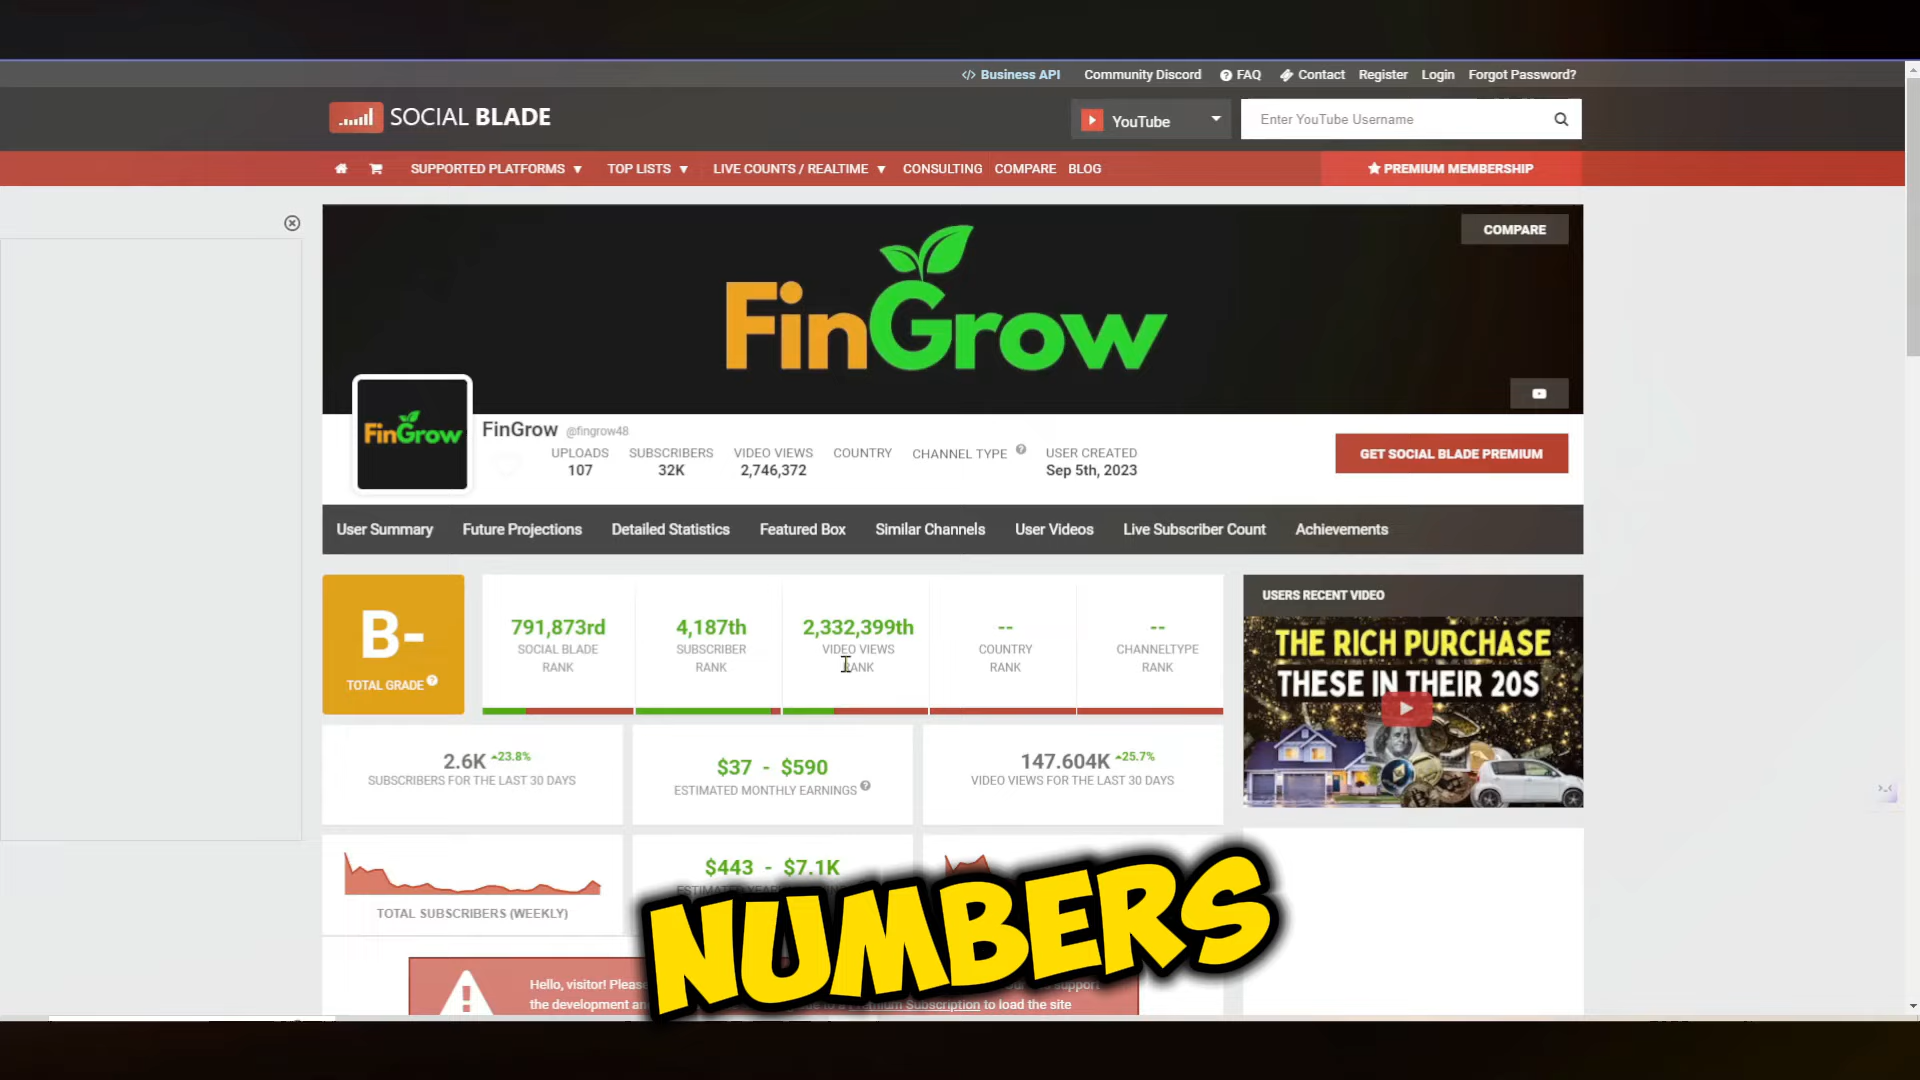 Business API Community Discord FAQ Contact Register Login Forgot Password?
SOCIAL BLADE
YouTube
Enter YouTube Username
SUPPORTED PLATFORMS TOP LISTS LIVE COUNTS / REALTIME CONSULTING COMPARE BLOG
PREMIUM MEMBERSHIP
COMPARE
FinGrow
FinGrow
FinGrow @fingrow48
UPLOADS SUBSCRIBERS VIDEO VIEWS COUNTRY CHANNEL TYPE USER CREATED
107 32K 2,746,372 Sep 5th, 2023
GET SOCIAL BLADE PREMIUM
User Summary Future Projections Detailed Statistics Featured Box Similar Channels User Videos Live Subscriber Count Achievements
B-
TOTAL GRADE
791,873rd
SOCIAL BLADE
RANK
4,187th
SUBSCRIBER
RANK
2,332,399th
VIDEO VIEWS
RANK
--
COUNTRY
RANK
--
CHANNELTYPE
RANK
USERS RECENT VIDEO
THE RICH PURCHASE
THESE IN THEIR 20S
2.6K 23.8%
SUBSCRIBERS FOR THE LAST 30 DAYS
$37 - $590
ESTIMATED MONTHLY EARNINGS
147.604K 25.7%
VIDEO VIEWS FOR THE LAST 30 DAYS
$443 - $7.1K
TOTAL SUBSCRIBERS (WEEKLY)
NUMBERS
Hello, visitor! Please support
the development Premium Subscription to load the site